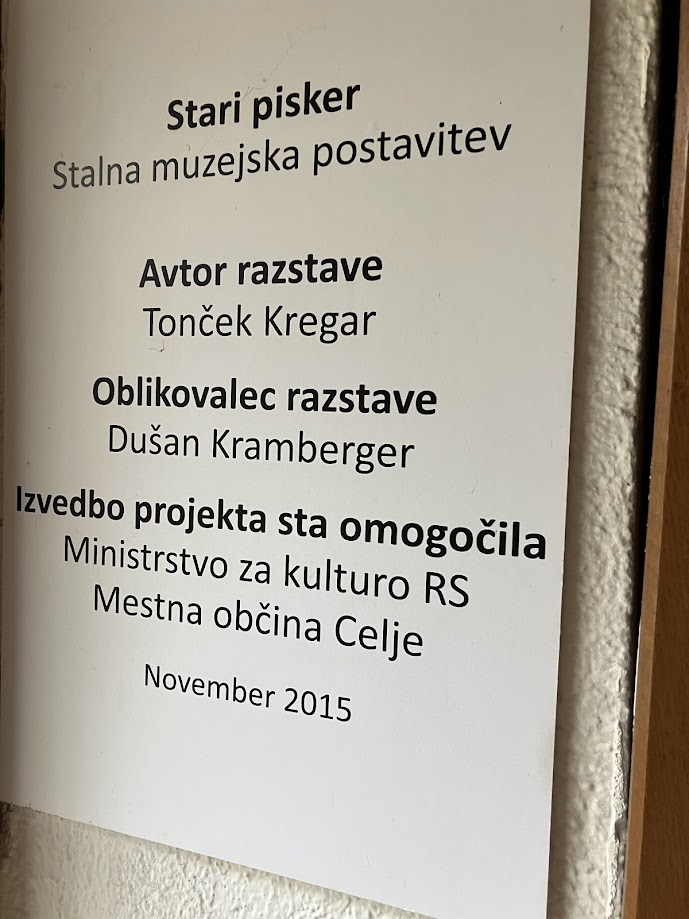 Stari pisker
Stalna muzejska postavitev
Avtor razstave
Tonček Kregar
Oblikovalec razstave
Dušan Kramberger
Izvedbo projekta sta omogočila
Ministrstvo za kulturo RS
Mestna občina Celje
November 2015